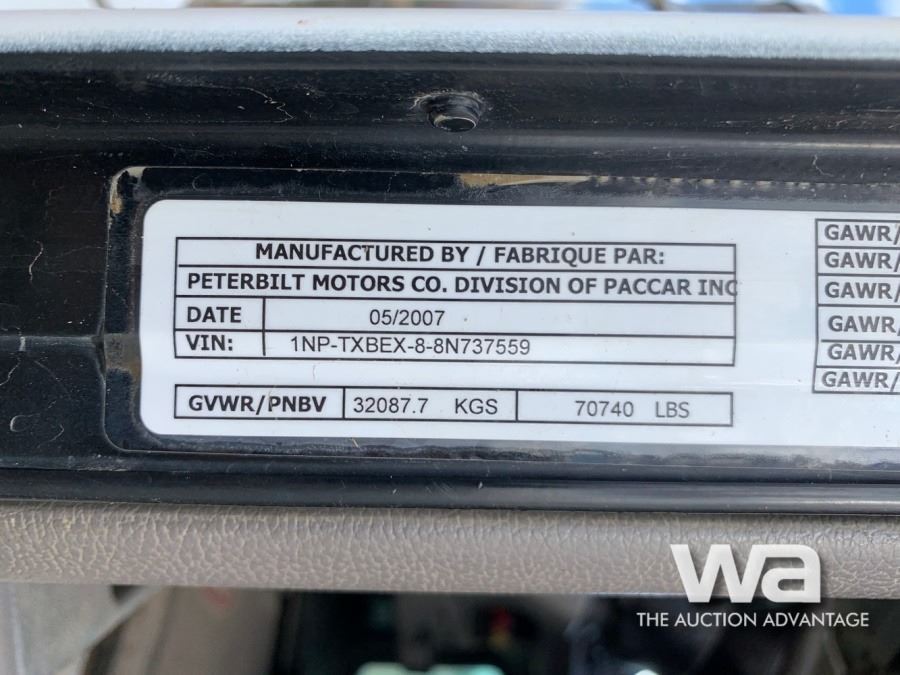 MANUFACTURED BY / FABRIQUE PAR:
PETERBILT MOTORS CO. DIVISION OF PACCAR INC
DATE 05/2007
VIN: 1NP-TXBEX-8-8N737559
GVWR/PNBV 32087.7 KGS 70740 LBS
GAWR/
GAWR/
GAWR/
GAWR/
GAWR/
GAWR/
wa
THE AUCTION ADVANTAGE